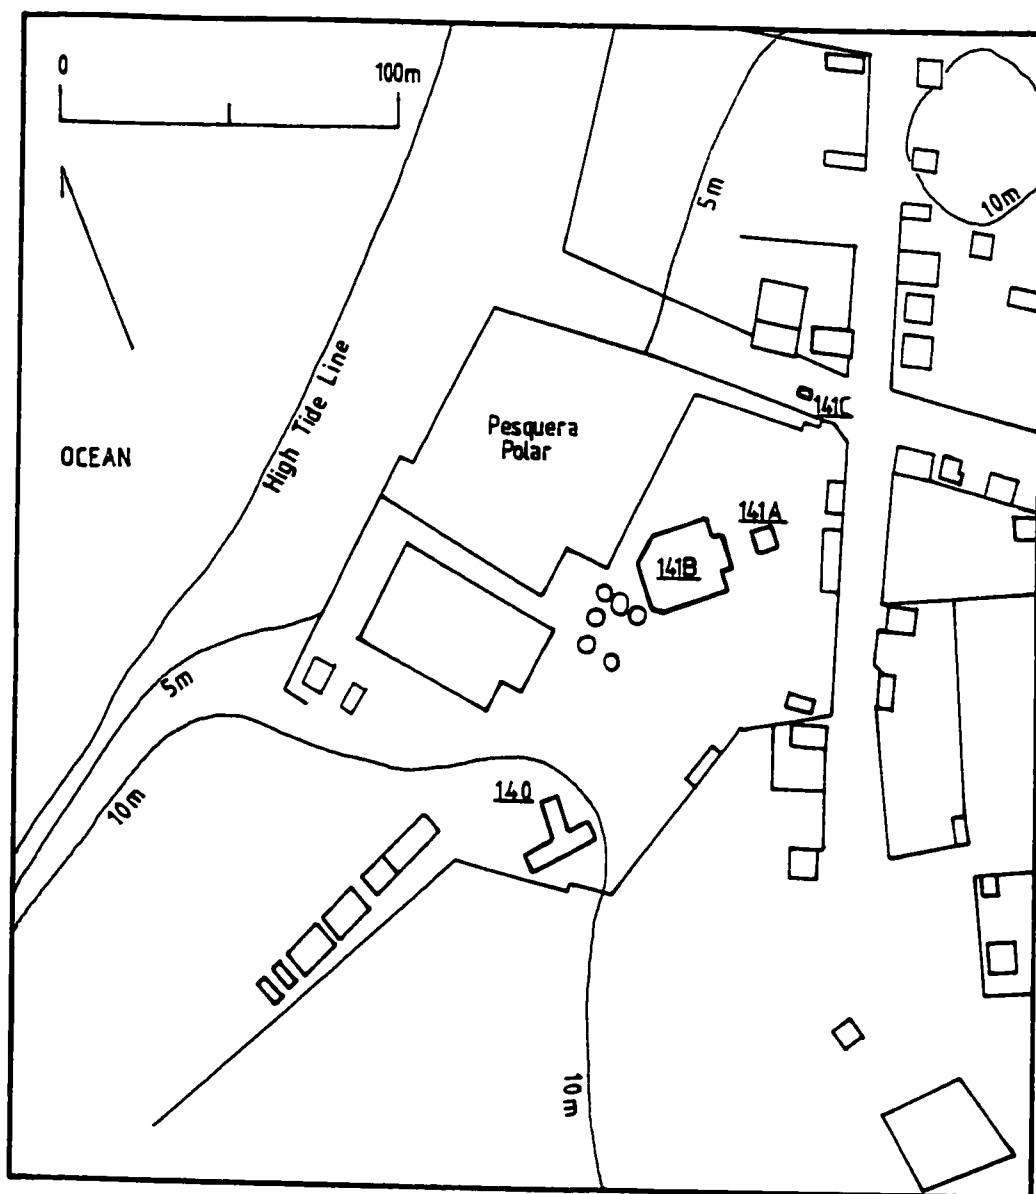 0 100m
5m
10m
High Tide Line
OCEAN
Pesquera
Polar
141C
141A
141B
5m
10m
140
10m